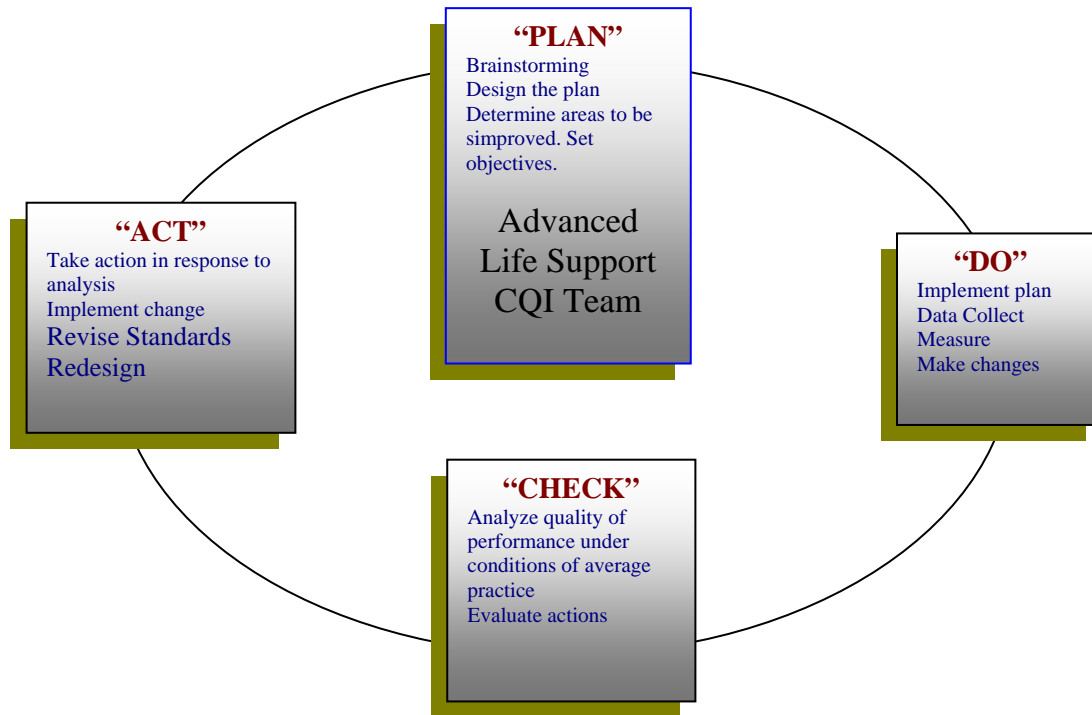 “PLAN”
Brainstorming
Design the plan
Determine areas to be
simproved. Set
objectives.
Advanced
Life Support
CQI Team
“ACT”
Take action in response to
analysis
Implement change
Revise Standards
Redesign
“DO”
Implement plan
Data Collect
Measure
Make changes
“CHECK”
Analyze quality of
performance under
conditions of average
practice
Evaluate actions